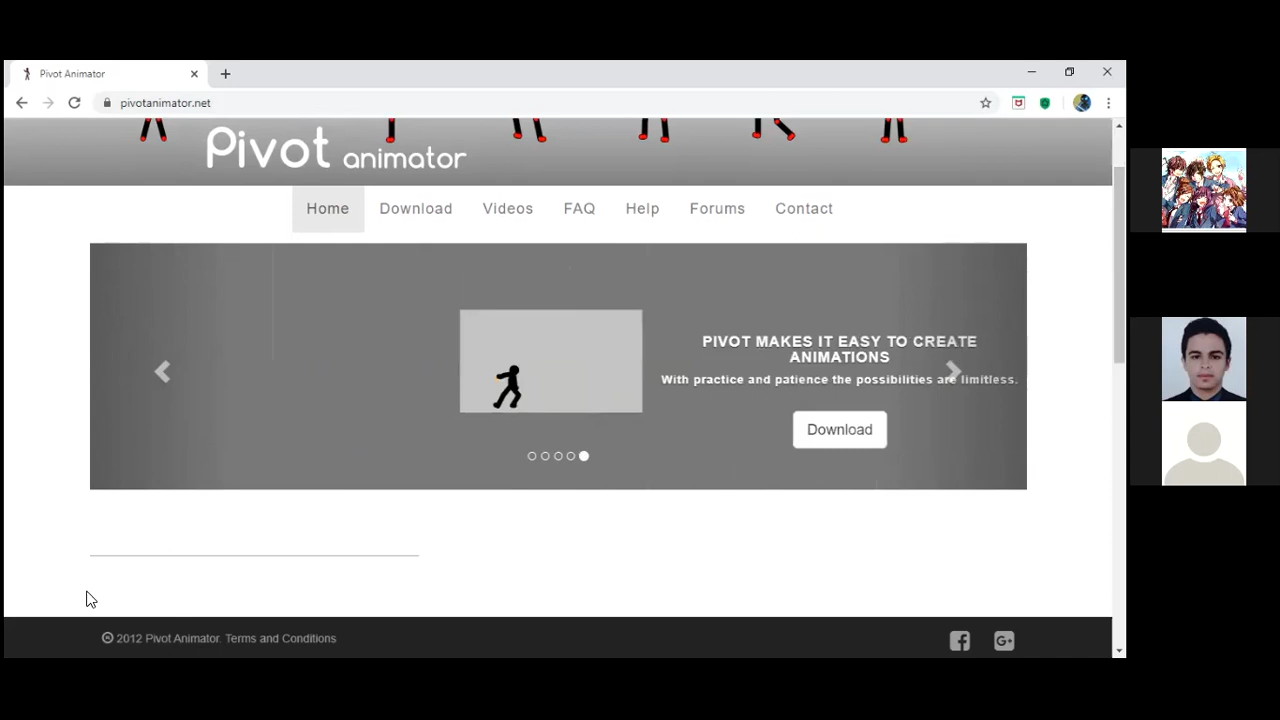 Pivot Animator
pivotanimator.net
Pivot animator
Home Download Videos FAQ Help Forums Contact
PIVOT MAKES IT EASY TO CREATE
ANIMATIONS
With practice and patience the possibilities are limitless.
Download
2012 Pivot Animator. Terms and Conditions